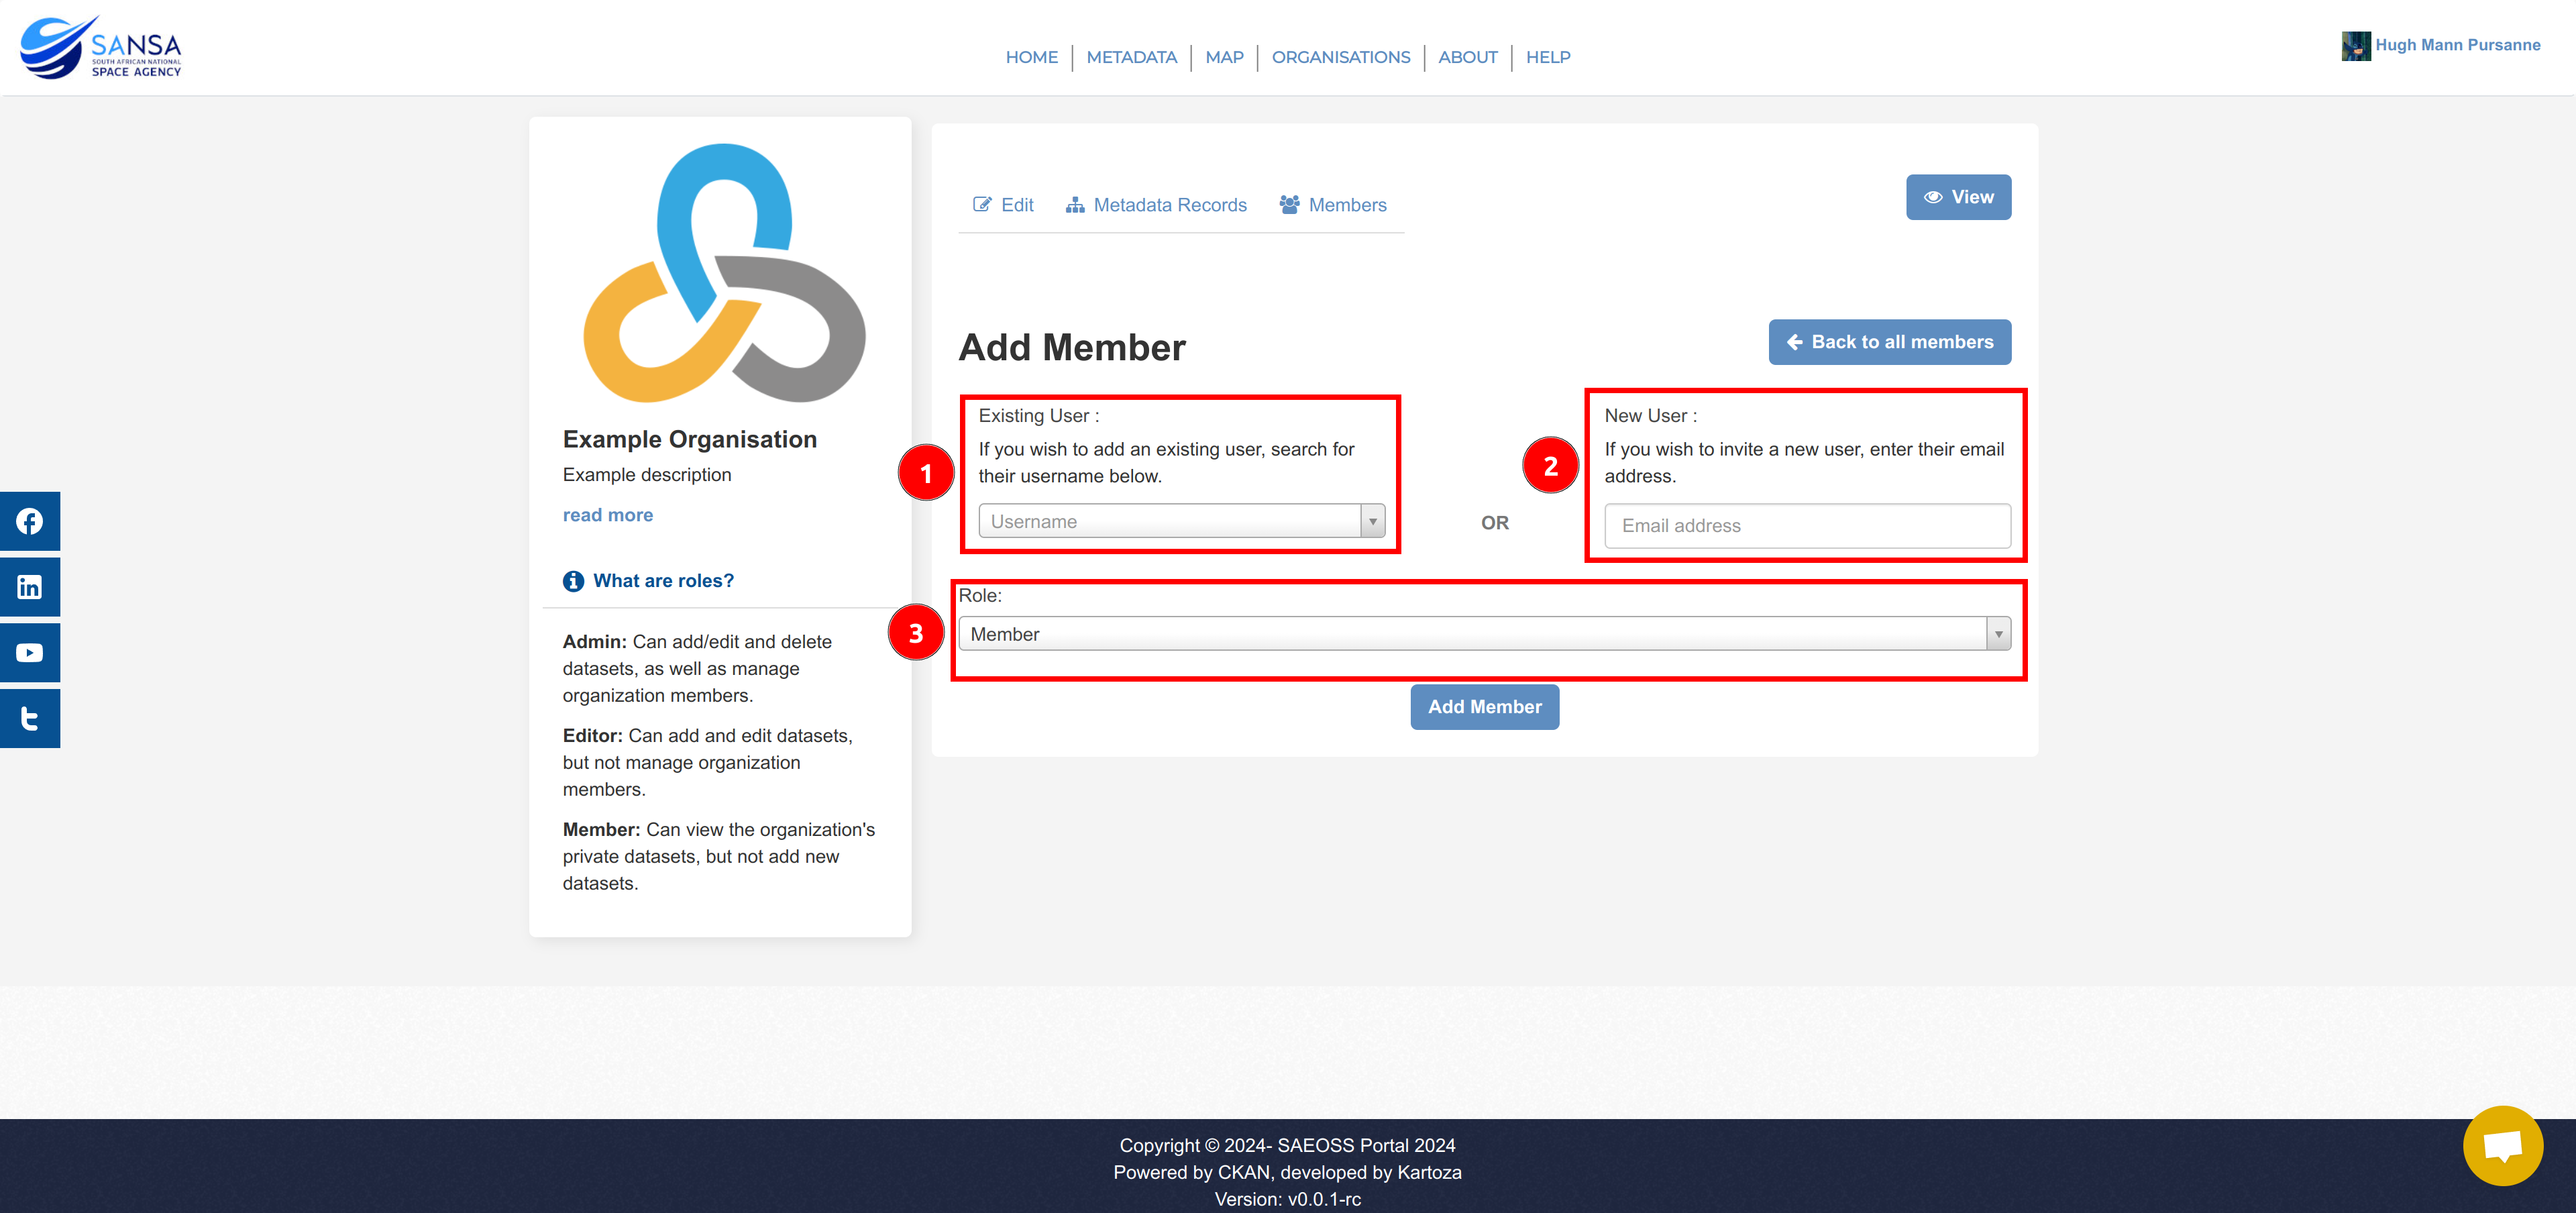 SANSA
SOUTH AFRICAN NATIONAL
SPACE AGENCY
HOME
METADATA
MAP
ORGANISATIONS
ABOUT
HELP
Hugh Mann Pursanne
Example Organisation
Example description
read more
What are roles?
Admin: Can add/edit and delete
datasets, as well as manage
organization members.
Editor: Can add and edit datasets,
but not manage organization
members.
Member: Can view the organization's
private datasets, but not add new
datasets.
Edit
Metadata Records
Members
View
Add Member
Back to all members
1
Existing User :
If you wish to add an existing user, search for
their username below.
Username
OR
2
New User :
If you wish to invite a new user, enter their email
address.
Email address
3
Role:
Member
Add Member
Copyright © 2024- SAEOSS Portal 2024
Powered by CKAN, developed by Kartoza
Version: v0.0.1-rc